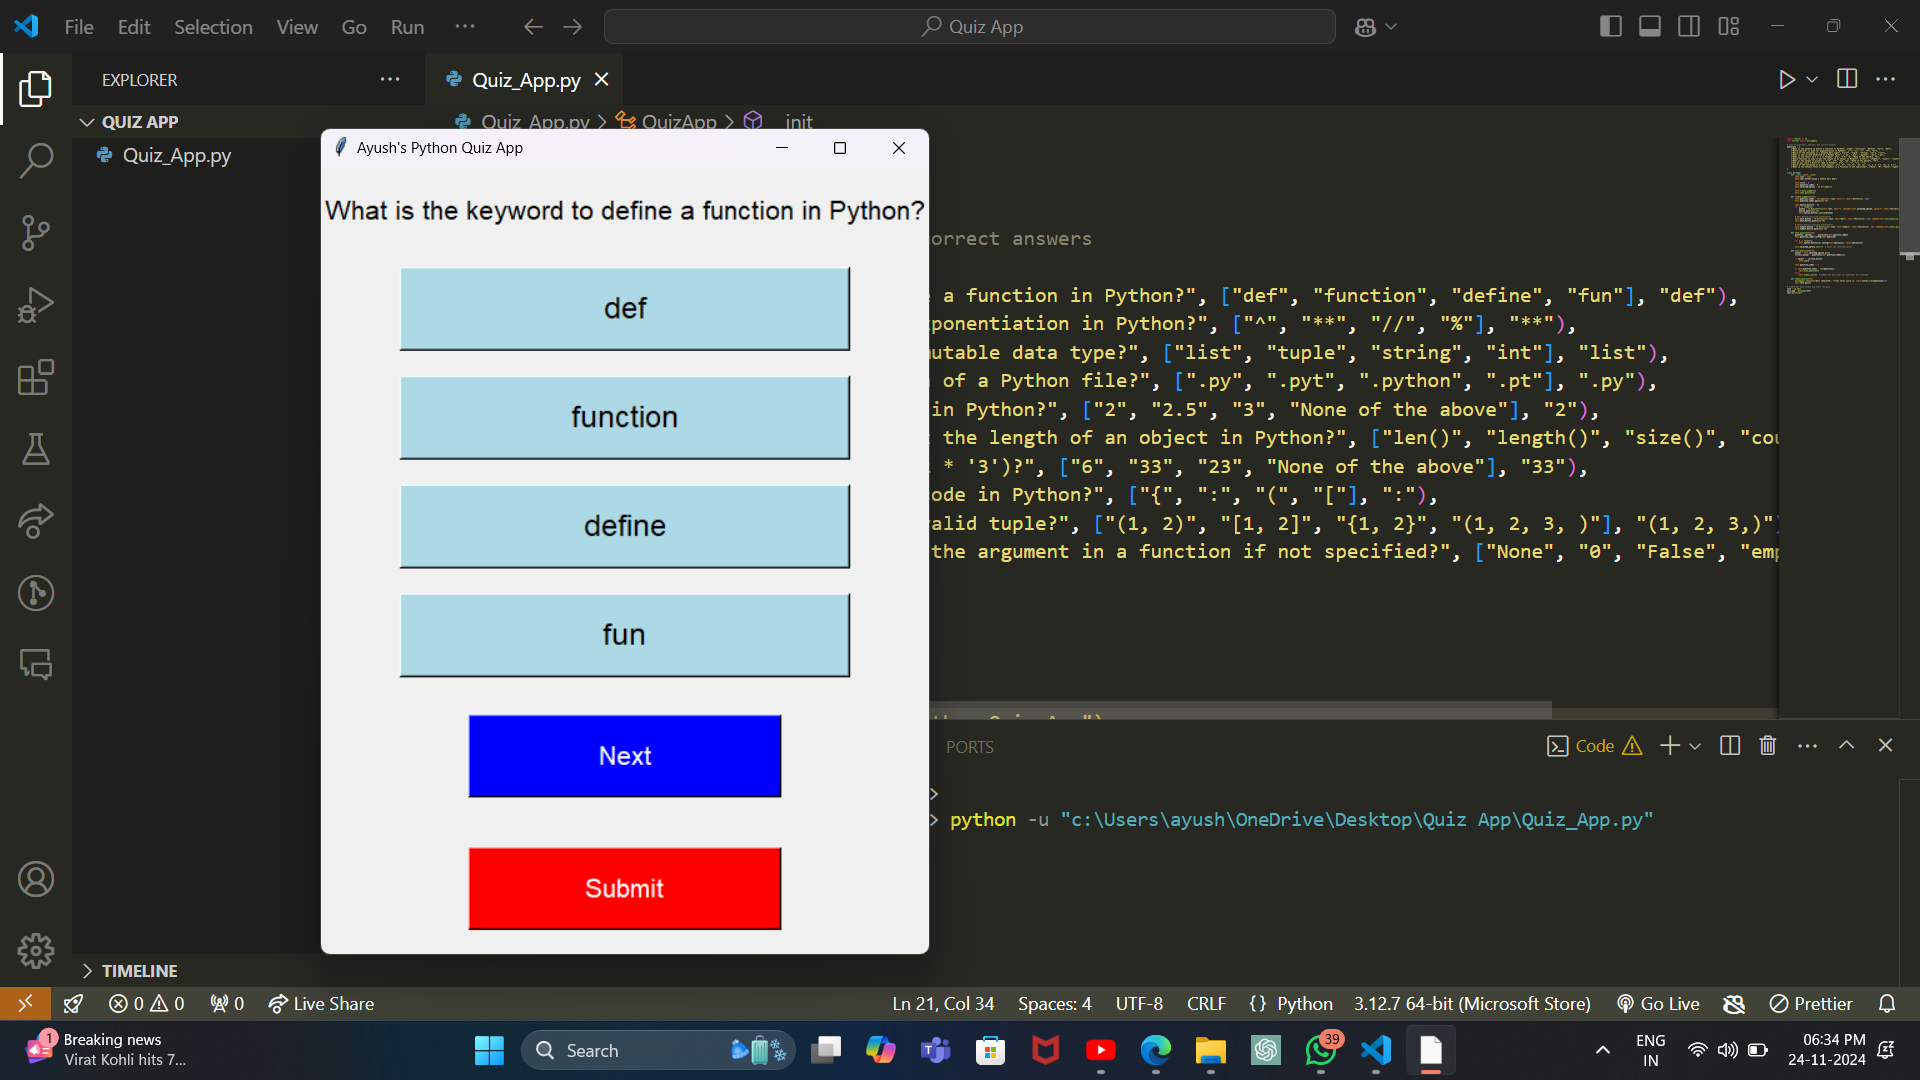 File Edit Selection View Go Run ···
Quiz App
EXPLORER
Quiz_App.py
QUIZ APP
Quiz_App.py > QuizApp > init
Quiz_App.py
Ayush's Python Quiz App
What is the keyword to define a function in Python?
def
function
define
fun
Next
Submit
orrect answers
a function in Python?", ["def", "function", "define", "fun"], "def"),
ponentiation in Python?", ["^", "**", "//", "%"], "**"),
utable data type?", ["list", "tuple", "string", "int"], "list"),
of a Python file?", [".py", ".pyt", ".python", ".pt"], ".py"),
in Python?", ["2", "2.5", "3", "None of the above"], "2"),
the length of an object in Python?", ["len()", "length()", "size()", "cou
* '3')?", ["6", "33", "23", "None of the above"], "33"),
ode in Python?", ["{", ":", "(", "["], ":"),
valid tuple?", ["(1, 2)", "[1, 2]", "{1, 2}", "(1, 2, 3, )"], "(1, 2, 3,)"
the argument in a function if not specified?", ["None", "0", "False", "emp
PORTS
Code
> python -u "c:\Users\ayush\OneDrive\Desktop\Quiz App\Quiz_App.py"
TIMELINE
0 0 0 Live Share
Ln 21, Col 34 Spaces: 4 UTF-8 CRLF {} Python 3.12.7 64-bit (Microsoft Store) Go Live Prettier
1
Breaking news
Virat Kohli hits 7...
Search
39
ENG
IN
06:34 PM
24-11-2024